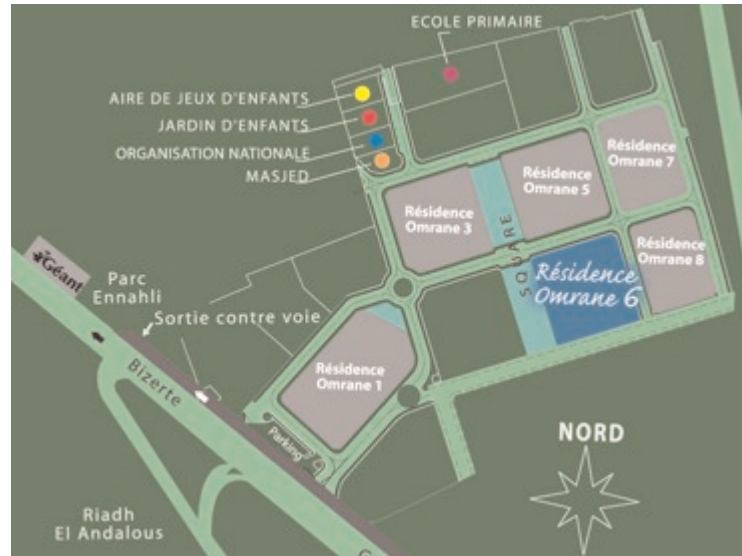 ECOLE PRIMAIRE
AIRE DE JEUX D'ENFANTS
JARDIN D'ENFANTS
ORGANISATION NATIONALE
MASJED
Résidence
Omrane 7
Résidence
Omrane 5
Résidence
Omrane 3
SQUARE
Résidence
Omrane 8
Résidence
Omrane 6
Géant
Parc
Ennahli
Sortie contre voie
Bizerte
Résidence
Omrane 1
Parking
NORD
Riadh
El Andalous